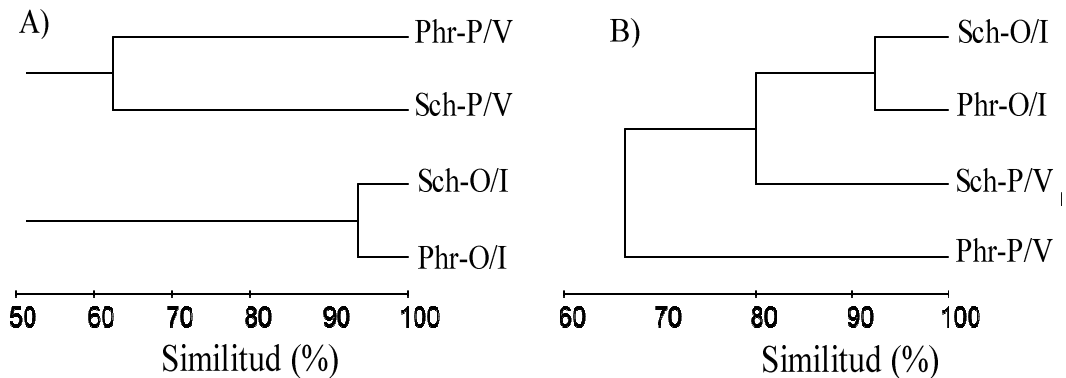 A)
Phr-P/V
Sch-P/V
Sch-O/I
Phr-O/I
50 60 70 80 90 100
Similitud (%)
B)
Sch-O/I
Phr-O/I
Sch-P/V
Phr-P/V
60 70 80 90 100
Similitud (%)